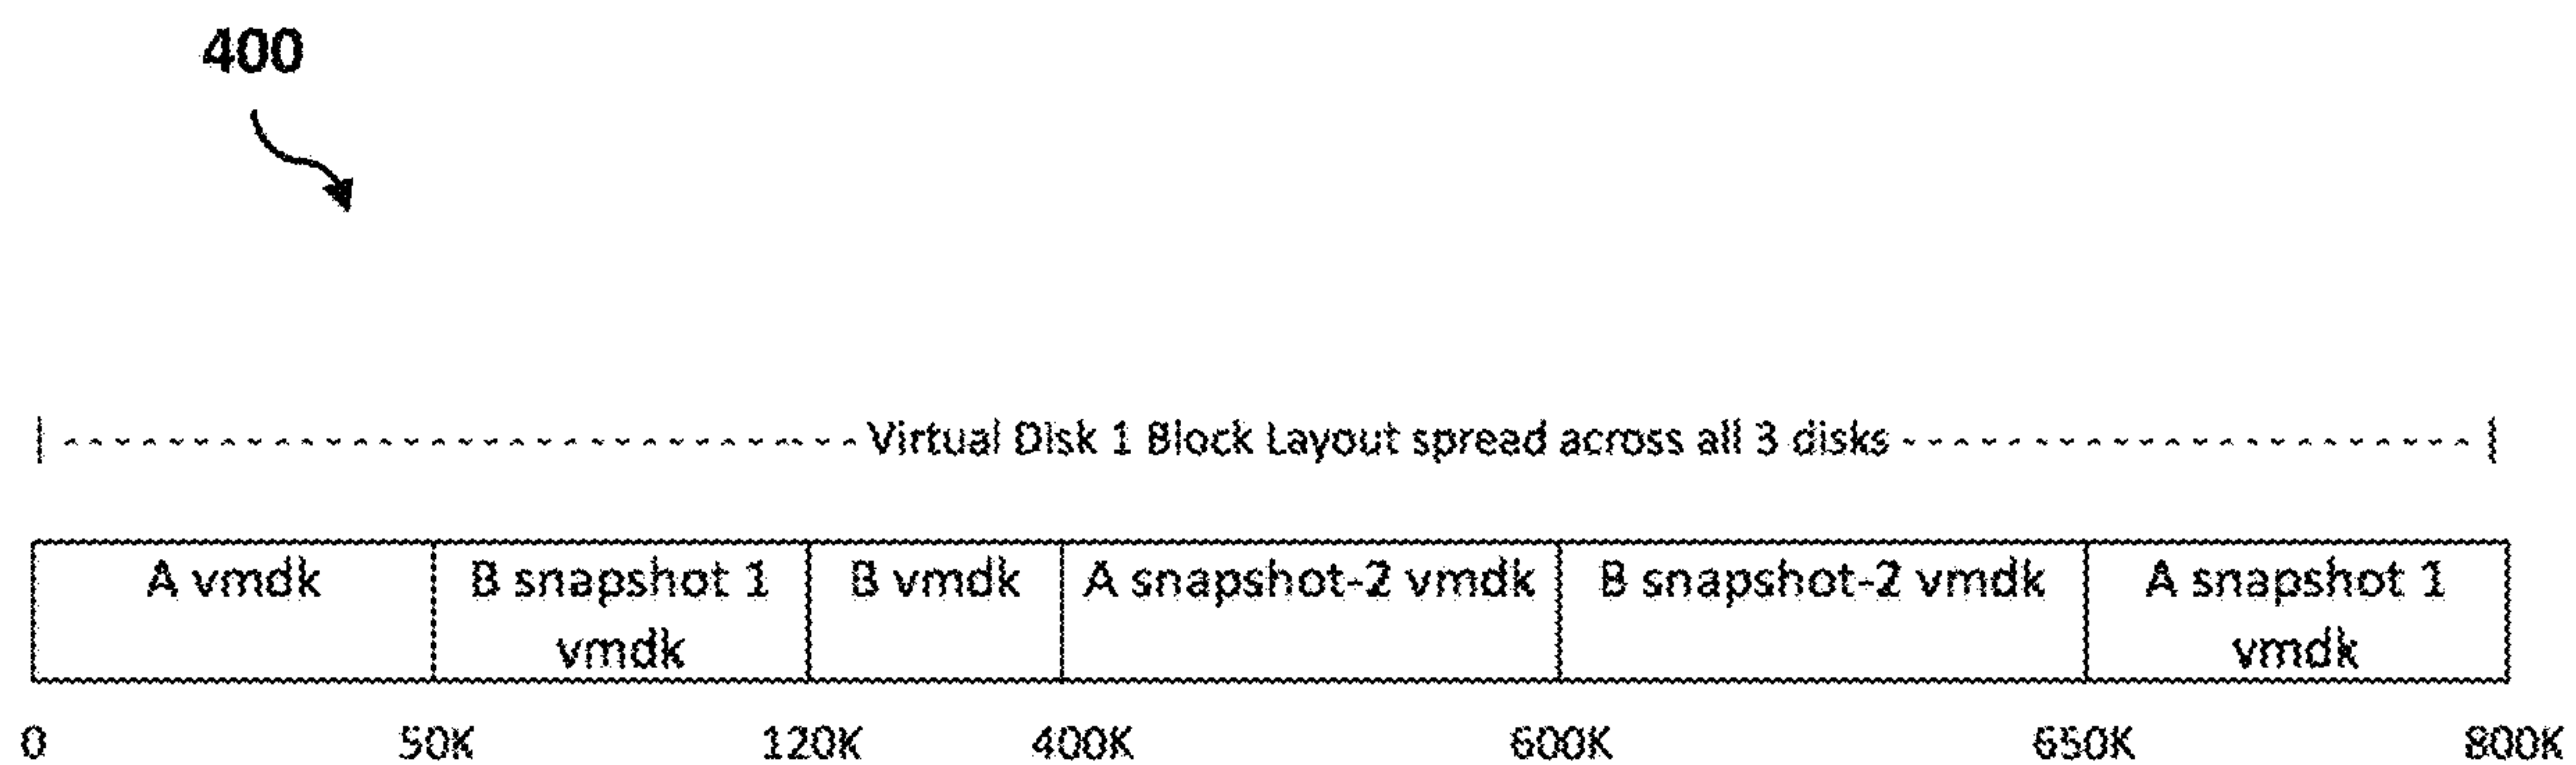 400
Virtual Disk 1 Block Layout spread across all 3 disks
A vmdk
B snapshot 1
vmdk
B vmdk
A snapshot-2 vmdk
B snapshot-2 vmdk
A snapshot 1
vmdk
0 50K 120K 400K 600K 650K 800K